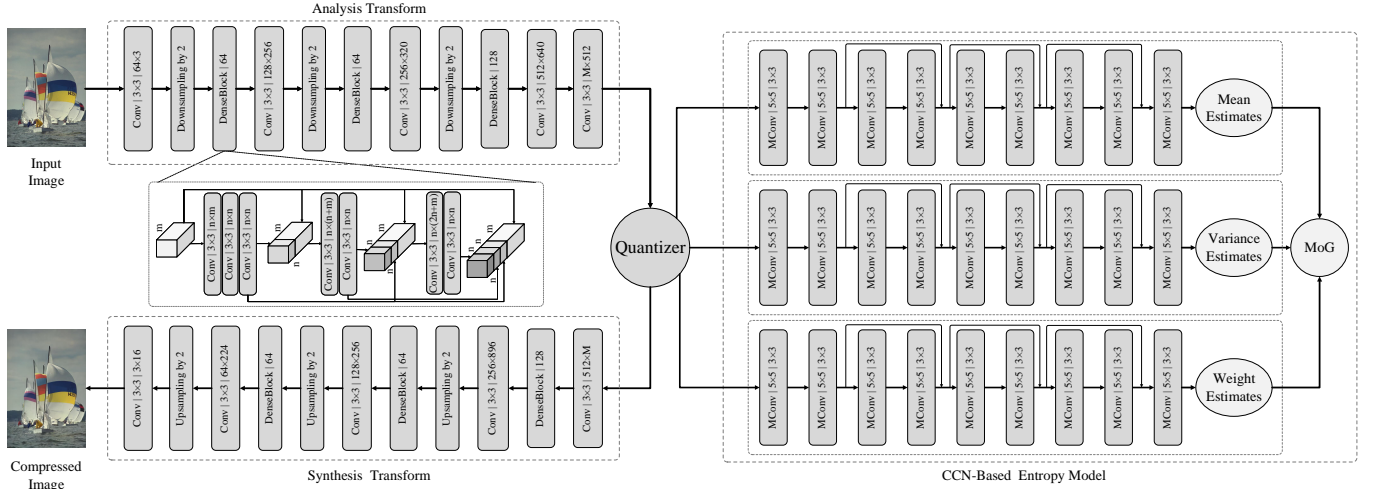 Analysis Transform
Input
Image
Conv | 3×3 | 64×3
Downsampling by 2
DenseBlock | 64
Conv | 3×3 | 128×256
Downsampling by 2
DenseBlock | 64
Conv | 3×3 | 256×320
Downsampling by 2
DenseBlock | 128
Conv | 3×3 | 512×640
Conv | 3×3 | M×512
m
Conv | 3×3 | n×m
Conv | 3×3 | n×n
Conv | 3×3 | n×n
m
n
Conv | 3×3 | n×(n+m)
Conv | 3×3 | n×n
m
n
n
Conv | 3×3 | n×(2n+m)
Conv | 3×3 | n×n
m
n
n
n
Compressed
Image
Conv | 3×3 | 3×16
Upsampling by 2
Conv | 3×3 | 64×224
DenseBlock | 64
Upsampling by 2
Conv | 3×3 | 128×256
DenseBlock | 64
Upsampling by 2
Conv | 3×3 | 256×896
DenseBlock | 128
Conv | 3×3 | 512×M
Synthesis Transform
Quantizer
MConv | 5×5 | 3×3
MConv | 5×5 | 3×3
MConv | 5×5 | 3×3
MConv | 5×5 | 3×3
MConv | 5×5 | 3×3
MConv | 5×5 | 3×3
MConv | 5×5 | 3×3
MConv | 5×5 | 3×3
MConv | 5×5 | 3×3
Mean
Estimates
MConv | 5×5 | 3×3
MConv | 5×5 | 3×3
MConv | 5×5 | 3×3
MConv | 5×5 | 3×3
MConv | 5×5 | 3×3
MConv | 5×5 | 3×3
MConv | 5×5 | 3×3
MConv | 5×5 | 3×3
MConv | 5×5 | 3×3
Variance
Estimates
MConv | 5×5 | 3×3
MConv | 5×5 | 3×3
MConv | 5×5 | 3×3
MConv | 5×5 | 3×3
MConv | 5×5 | 3×3
MConv | 5×5 | 3×3
MConv | 5×5 | 3×3
MConv | 5×5 | 3×3
MConv | 5×5 | 3×3
Weight
Estimates
MoG
CCN-Based Entropy Model